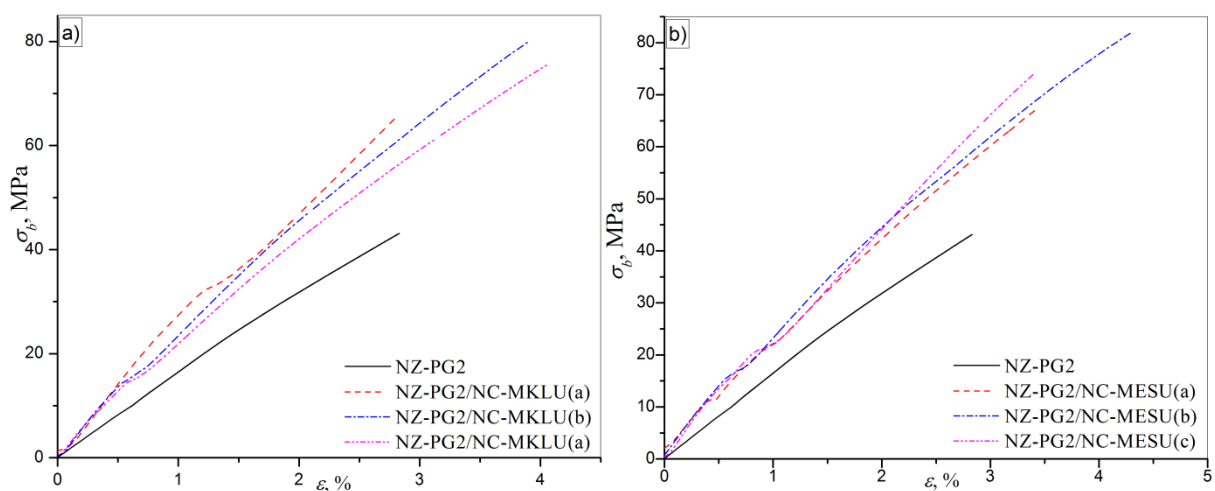 a)
80
60
40
20
0
σb, MPa
0 1 2 3 4
ε, %
NZ-PG2
NZ-PG2/NC-MKLU(a)
NZ-PG2/NC-MKLU(b)
NZ-PG2/NC-MKLU(a)
b)
80
70
60
50
40
30
20
10
0
σb, MPa
0 1 2 3 4 5
ε, %
NZ-PG2
NZ-PG2/NC-MESU(a)
NZ-PG2/NC-MESU(b)
NZ-PG2/NC-MESU(c)